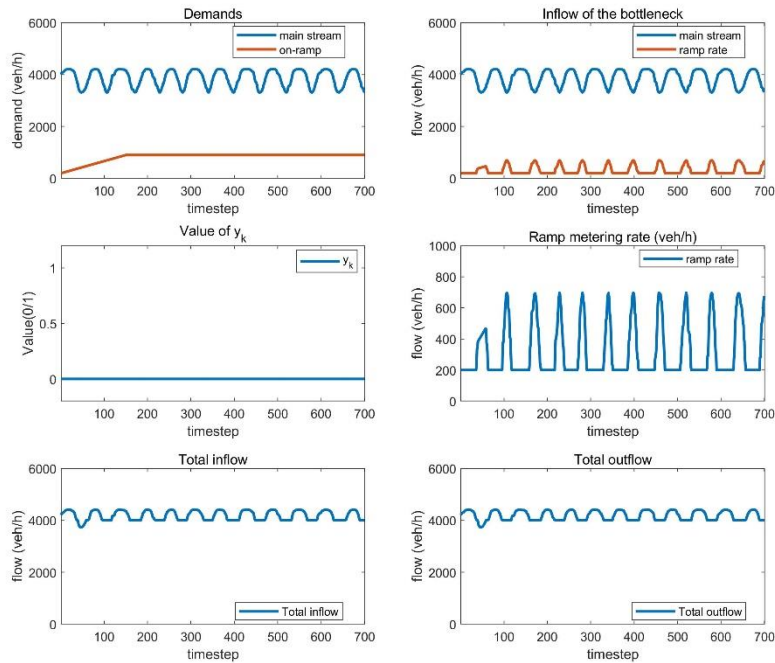 Demands
6000
4000
2000
0
demand (veh/h)
main stream
on-ramp
100 200 300 400 500 600 700
timestep
Inflow of the bottleneck
6000
4000
2000
0
flow (veh/h)
main stream
ramp rate
100 200 300 400 500 600 700
timestep
Value of y_k
1
0.5
0
Value(0/1)
y_k
100 200 300 400 500 600 700
timestep
Ramp metering rate (veh/h)
1000
800
600
400
200
0
flow (veh/h)
ramp rate
100 200 300 400 500 600 700
timestep
Total inflow
6000
4000
2000
0
flow (veh/h)
Total inflow
100 200 300 400 500 600 700
timestep
Total outflow
6000
4000
2000
0
flow (veh/h)
Total outflow
100 200 300 400 500 600 700
timestep